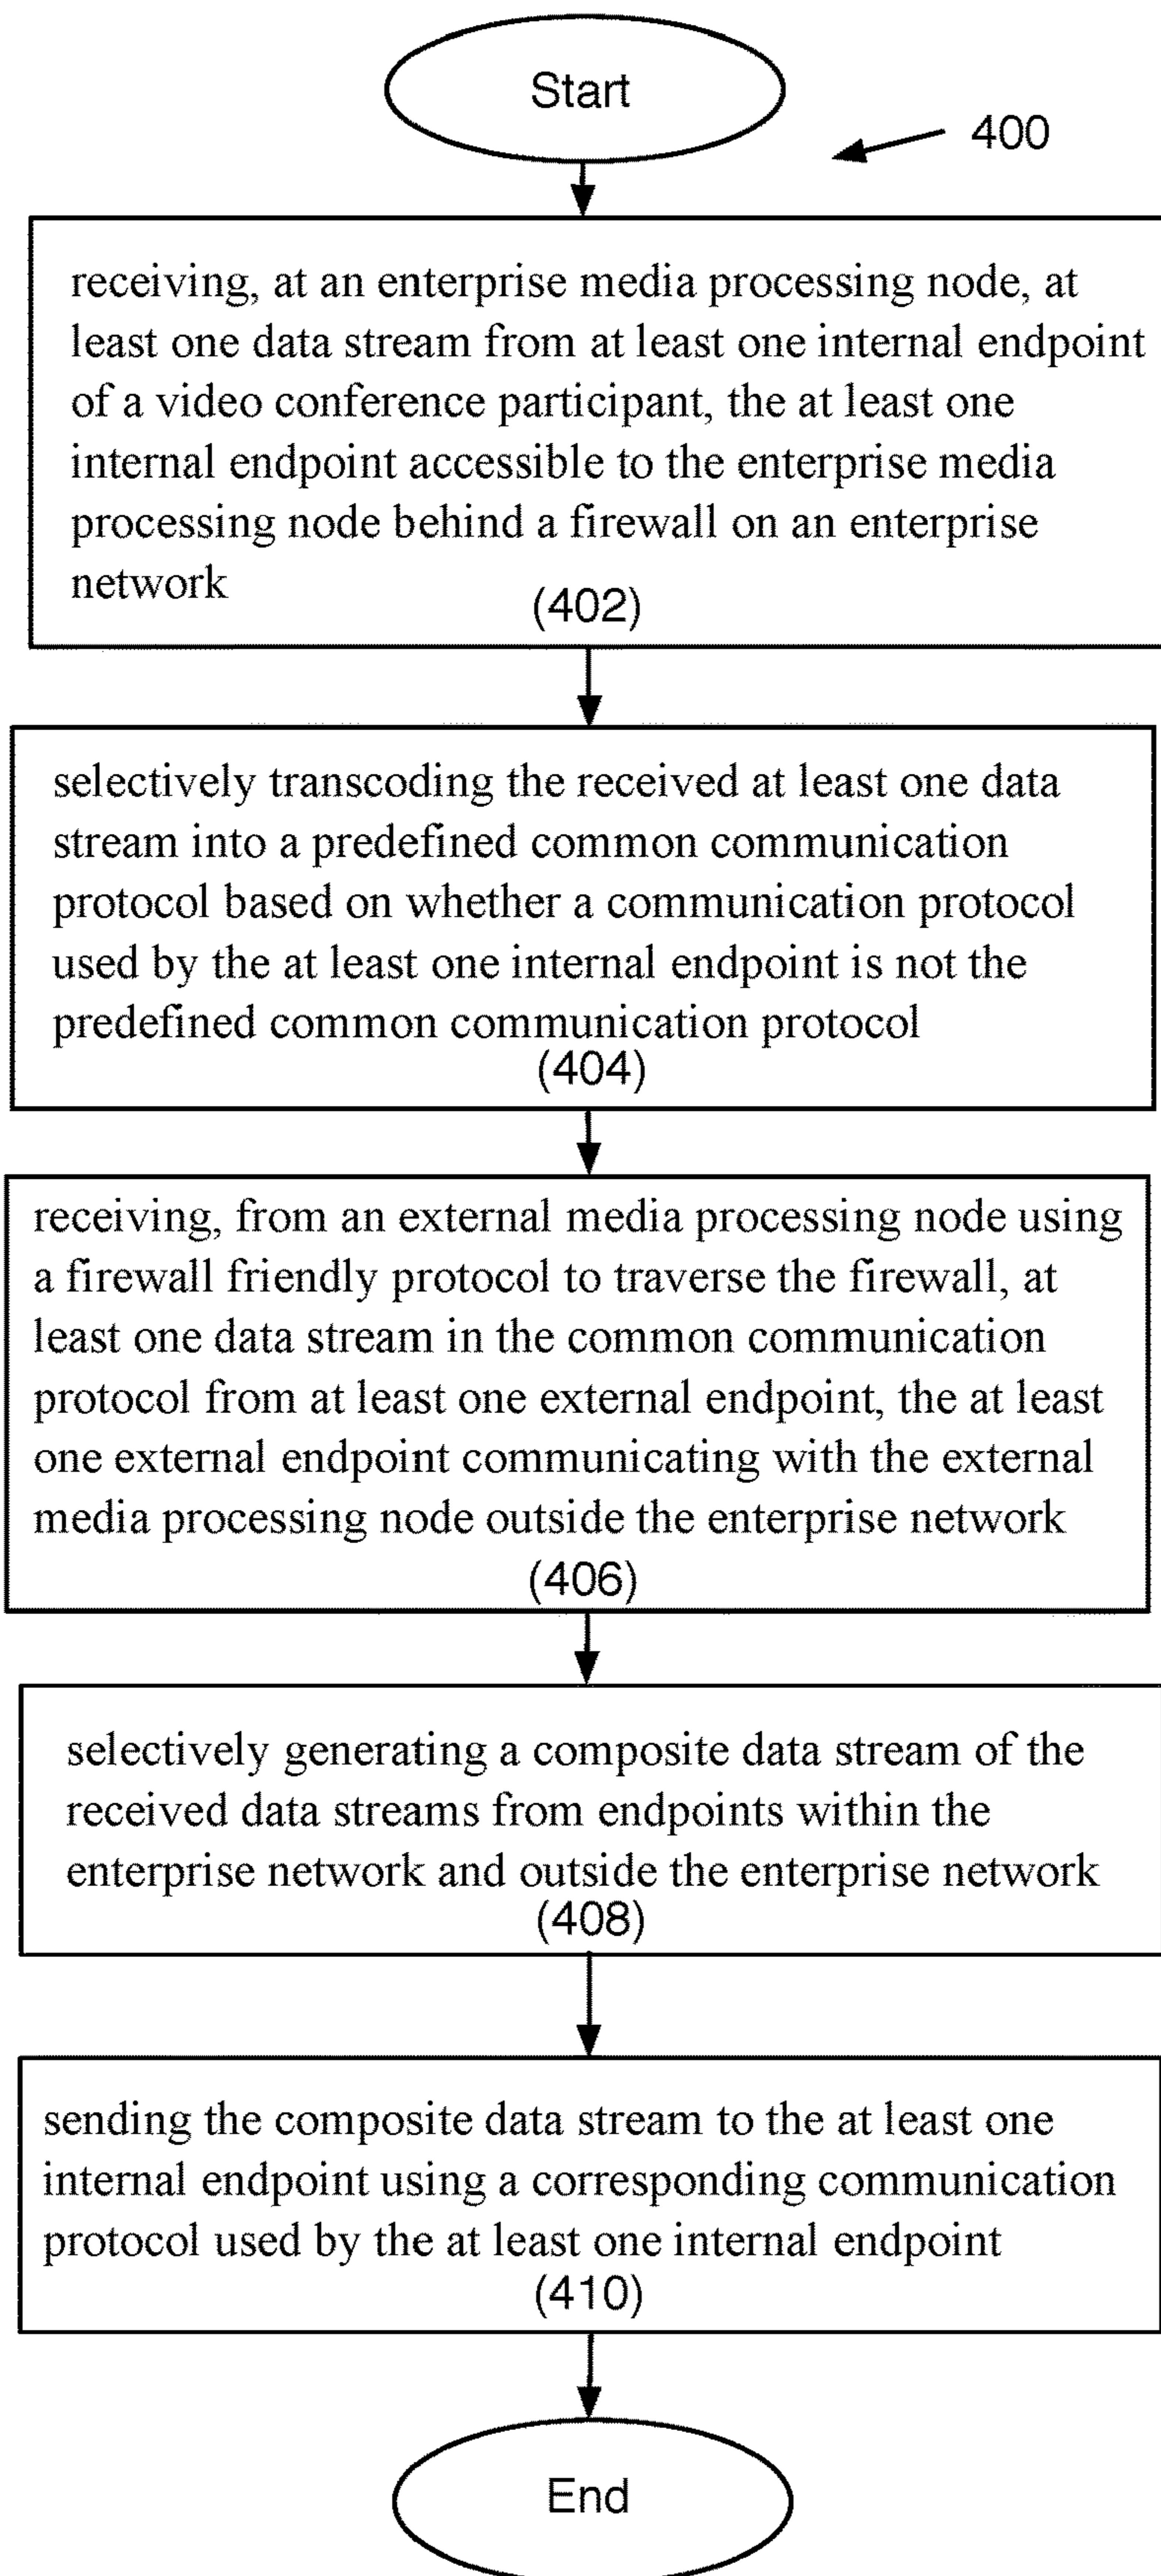 Start
400
receiving, at an enterprise media processing node, at
least one data stream from at least one internal endpoint
of a video conference participant, the at least one
internal endpoint accessible to the enterprise media
processing node behind a firewall on an enterprise
network
(402)
selectively transcoding the received at least one data
stream into a predefined common communication
protocol based on whether a communication protocol
used by the at least one internal endpoint is not the
predefined common communication protocol
(404)
receiving, from an external media processing node using
a firewall friendly protocol to traverse the firewall, at
least one data stream in the common communication
protocol from at least one external endpoint, the at least
one external endpoint communicating with the external
media processing node outside the enterprise network
(406)
selectively generating a composite data stream of the
received data streams from endpoints within the
enterprise network and outside the enterprise network
(408)
sending the composite data stream to the at least one
internal endpoint using a corresponding communication
protocol used by the at least one internal endpoint
(410)
End